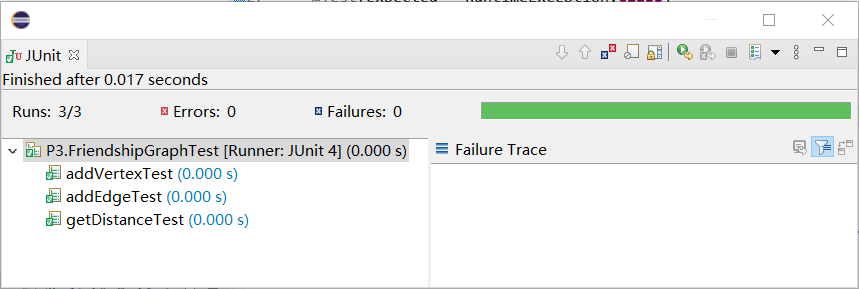 JUnit
Finished after 0.017 seconds
Runs: 3/3 Errors: 0 Failures: 0
P3.FriendshipGraphTest [Runner: JUnit 4] (0.000 s)
addVertexTest (0.000 s)
addEdgeTest (0.000 s)
getDistanceTest (0.000 s)
Failure Trace